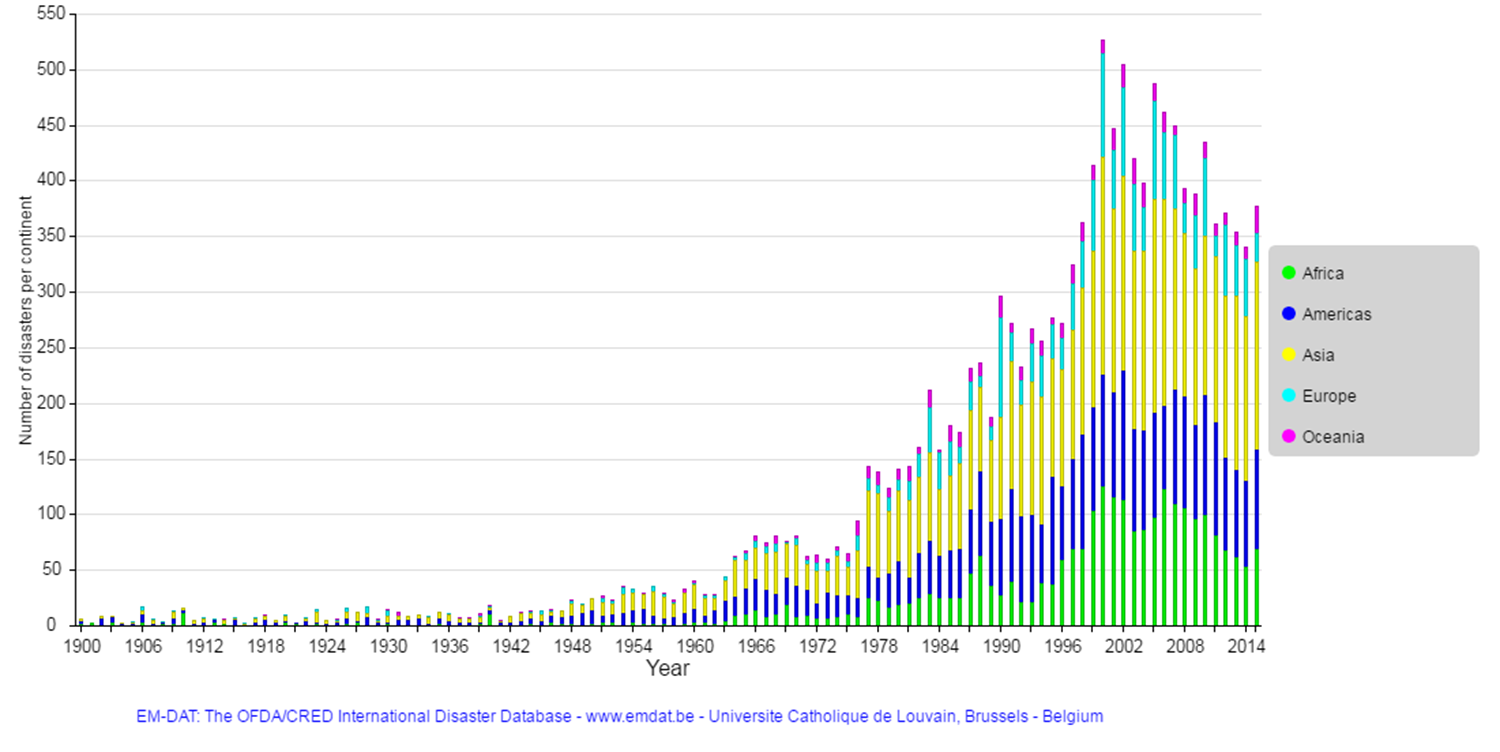 550
500
450
400
350
300
250
200
150
100
50
0
Number of disasters per continent
1900 1906 1912 1918 1924 1930 1936 1942 1948 1954 1960 1966 1972 1978 1984 1990 1996 2002 2008 2014
Year
Africa
Americas
Asia
Europe
Oceania
EM-DAT: The OFDA/CRED International Disaster Database - www.emdat.be - Universite Catholique de Louvain, Brussels - Belgium